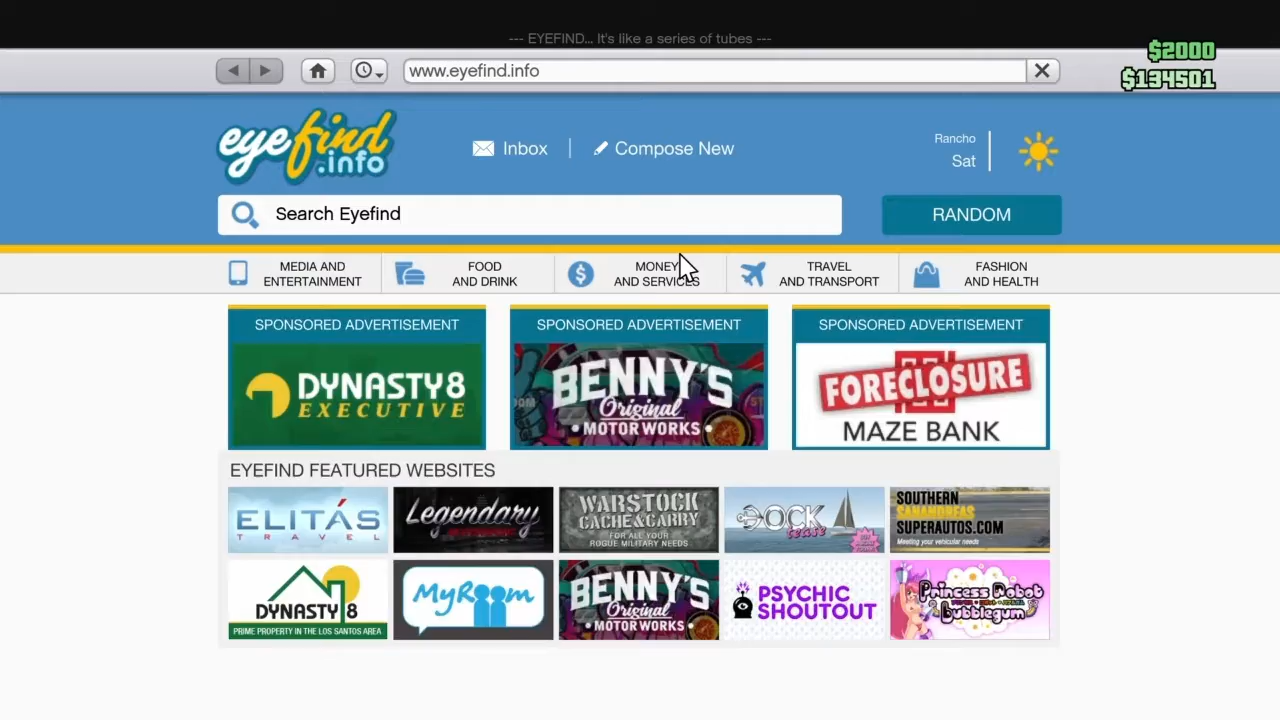 --- EYEFIND... It's like a series of tubes ---
$2000
www.eyefind.info
$134501
eyefind
.info
Inbox
Compose New
Rancho
Sat
Search Eyefind
RANDOM
MEDIA AND
ENTERTAINMENT
FOOD
AND DRINK
MONEY
AND SERVICES
TRAVEL
AND TRANSPORT
FASHION
AND HEALTH
SPONSORED ADVERTISEMENT
DYNASTY 8
EXECUTIVE
SPONSORED ADVERTISEMENT
BENNY'S
Original
MOTOR WORKS
SPONSORED ADVERTISEMENT
FORECLOSURE
MAZE BANK
EYEFIND FEATURED WEBSITES
ELITÁS
TRAVEL
Legendary
WARSTOCK
CACHE & CARRY
FOR ALL YOUR
ROGUE MILITARY NEEDS
DOCK
tease
SOUTHERN
SANANDREAS
SUPERAUTOS.COM
Meeting your vehicular needs
DYNASTY 8
PRIME PROPERTY IN THE LOS SANTOS AREA
MyRoom
BENNY'S
Original
MOTOR WORKS
PSYCHIC
SHOUTOUT
Princess Robot
Bubblegum